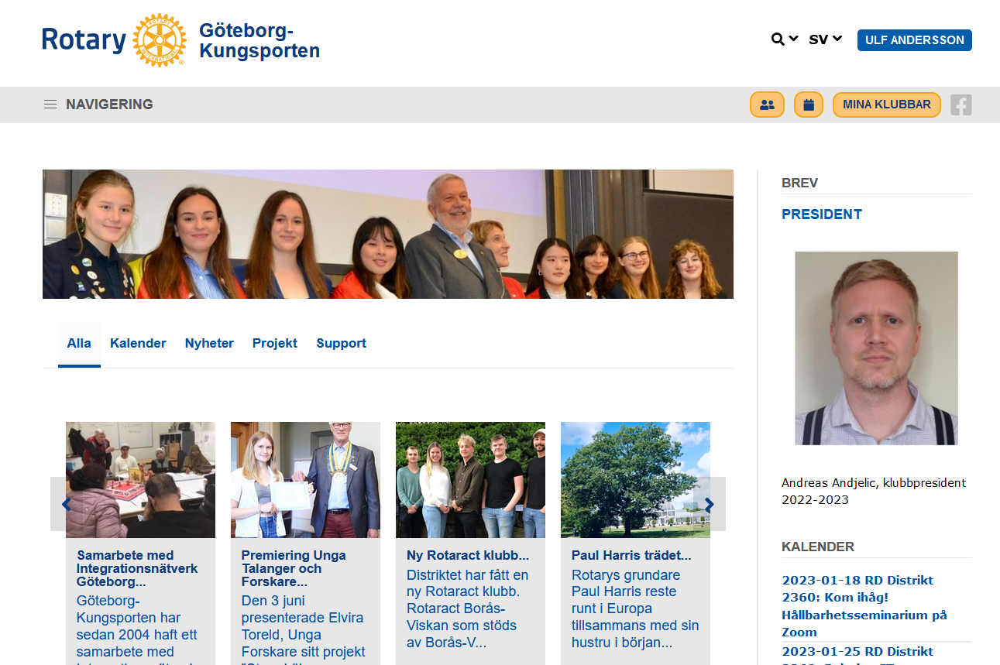 Rotary
ROTARY
INTERNATIONAL
Göteborg-
Kungsporten
SV
ULF ANDERSSON
NAVIGERING
MINA KLUBBAR
BREV
PRESIDENT
Andreas Andjelic, klubbpresident
2022-2023
KALENDER
2023-01-18 RD Distrikt
2360: Kom ihåg!
Hållbarhetsseminarium på
Zoom
2023-01-25 RD Distrikt
Alla
Kalender
Nyheter
Projekt
Support
Samarbete med
Integrationsnätverk
Göteborg...
Göteborg-
Kungsporten har
sedan 2004 haft ett
samarbete med
Premiering Unga
Talanger och
Forskare...
Den 3 juni
presenterade Elvira
Toreld, Unga
Forskare sitt projekt
Ny Rotaract klubb...
Distriktet har fått en
ny Rotaract klubb.
Rotaract Borås-
Viskan som stöds
av Borås-V...
Paul Harris trädet...
Rotarys grundare
Paul Harris reste
runt i Europa
tillsammans med sin
hustru i början...